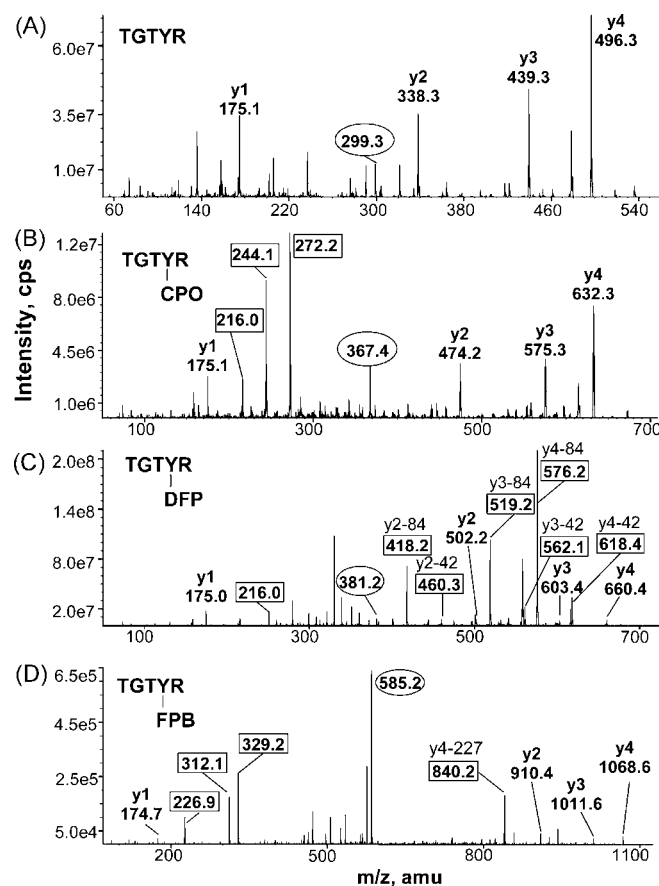 (A)
TGTYR
y1
175.1
299.3
y2
338.3
y3
439.3
y4
496.3
6.0e7
3.5e7
1.0e7
60 140 220 300 380 460 540
(B)
TGTYR
CPO
216.0
244.1
272.2
y1
175.1
367.4
y2
474.2
y3
575.3
y4
632.3
1.2e7
8.0e6
4.5e6
1.0e6
100 300 500 700
Intensity, cps
(C)
TGTYR
DFP
y1
175.0
216.0
381.2
y2-84
418.2
y2-42
460.3
y2
502.2
y3-84
519.2
y4-84
576.2
y3-42
562.1
y3
603.4
y4-42
618.4
y4
660.4
2.0e8
1.4e8
8.0e7
2.0e7
100 300 500 700
(D)
TGTYR
FPB
y1
174.7
226.9
312.1
329.2
585.2
y4-227
840.2
y2
910.4
y3
1011.6
y4
1068.6
6.5e5
4.5e5
2.5e5
5.0e4
200 500 800 1100
m/z, amu